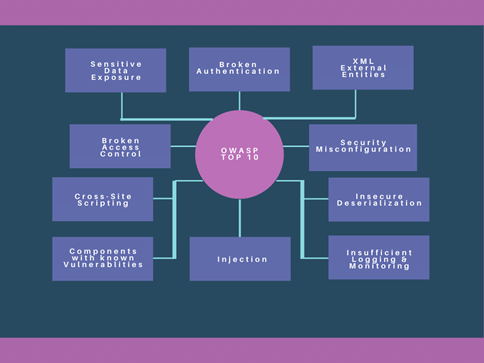 Sensitive
Data
Exposure
Broken
Authentication
XML
External
Entities
Broken
Access
Control
OWASP
TOP 10
Security
Misconfiguration
Cross-Site
Scripting
Insecure
Deserialization
Components
with known
Vulnerablities
Injection
Insufficient
Logging &
Monitoring